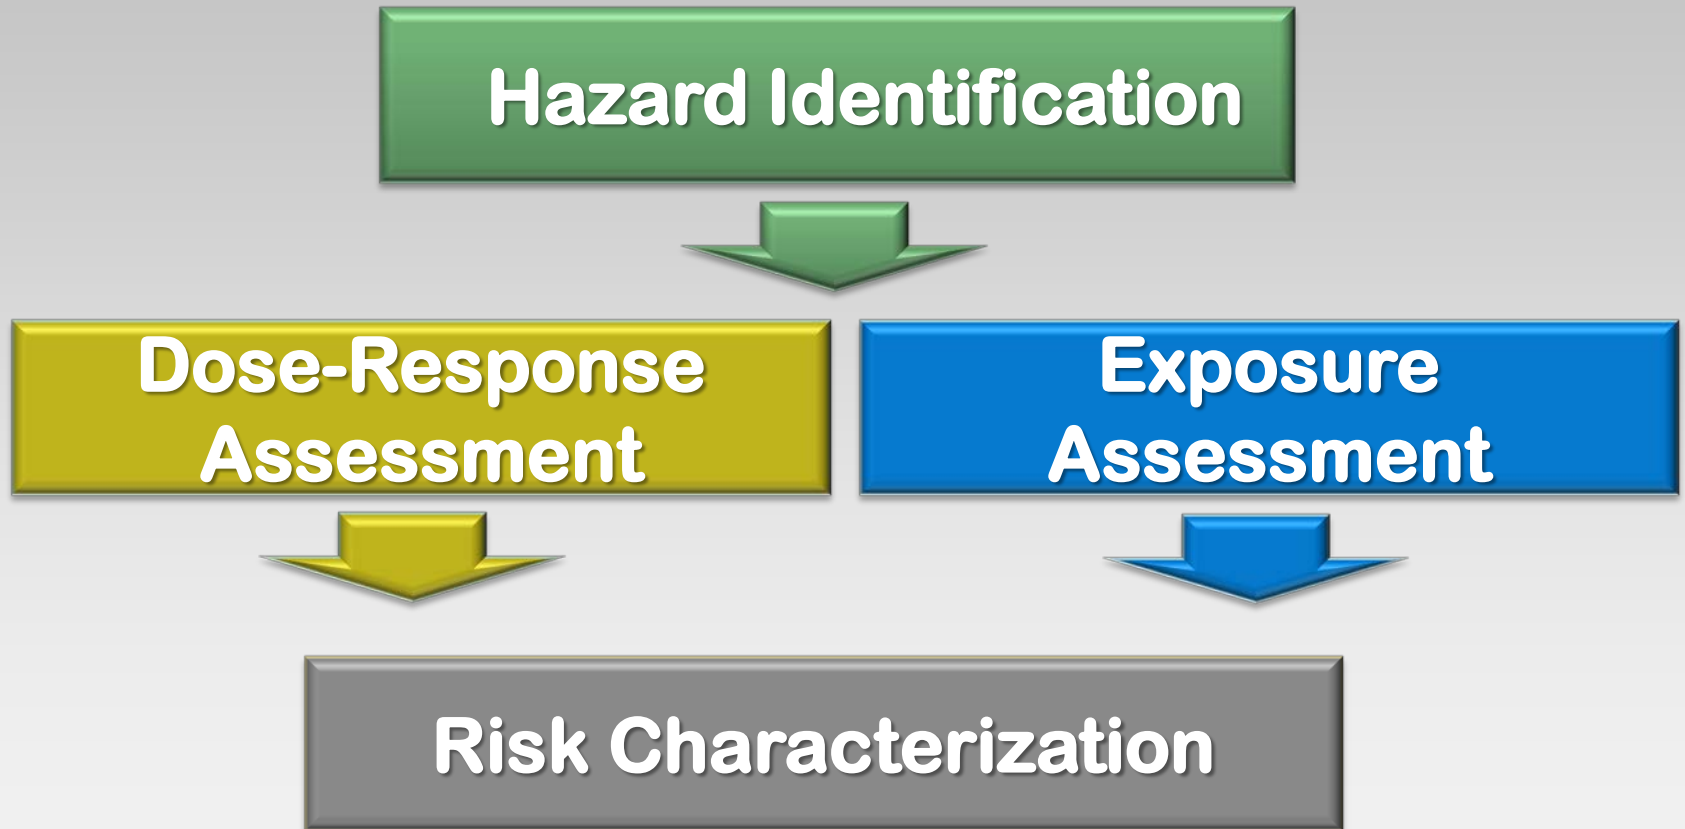 Hazard Identification
Dose-Response
Assessment
Exposure
Assessment
Risk Characterization